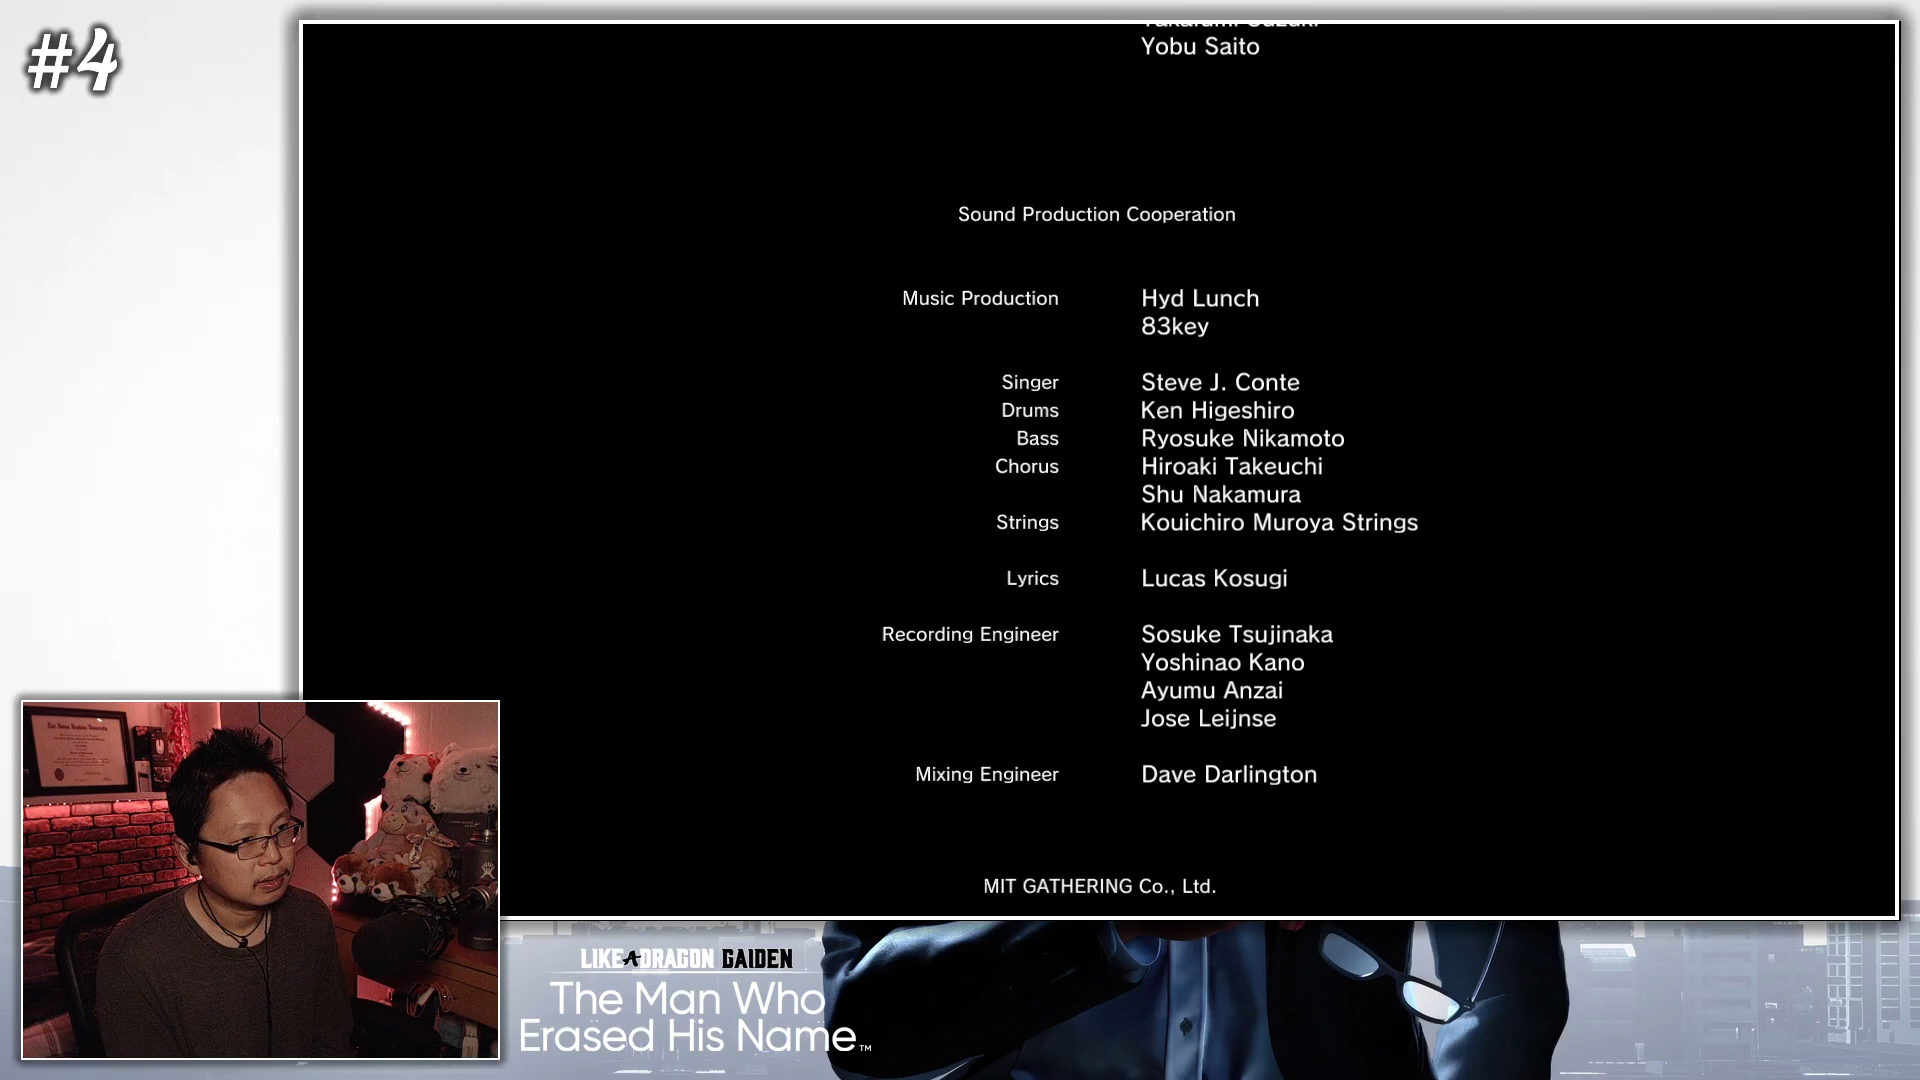 #4
Yobu Saito
Sound Production Cooperation
Music Production Hyd Lunch
83key
Singer Steve J. Conte
Drums Ken Higeshiro
Bass Ryosuke Nikamoto
Chorus Hiroaki Takeuchi
Shu Nakamura
Strings Kouichiro Muroya Strings
Lyrics Lucas Kosugi
Recording Engineer Sosuke Tsujinaka
Yoshinao Kano
Ayumu Anzai
Jose Leijnse
Mixing Engineer Dave Darlington
MIT GATHERING Co., Ltd.
LIKE A DRAGON GAIDEN
The Man Who
Erased His Name™